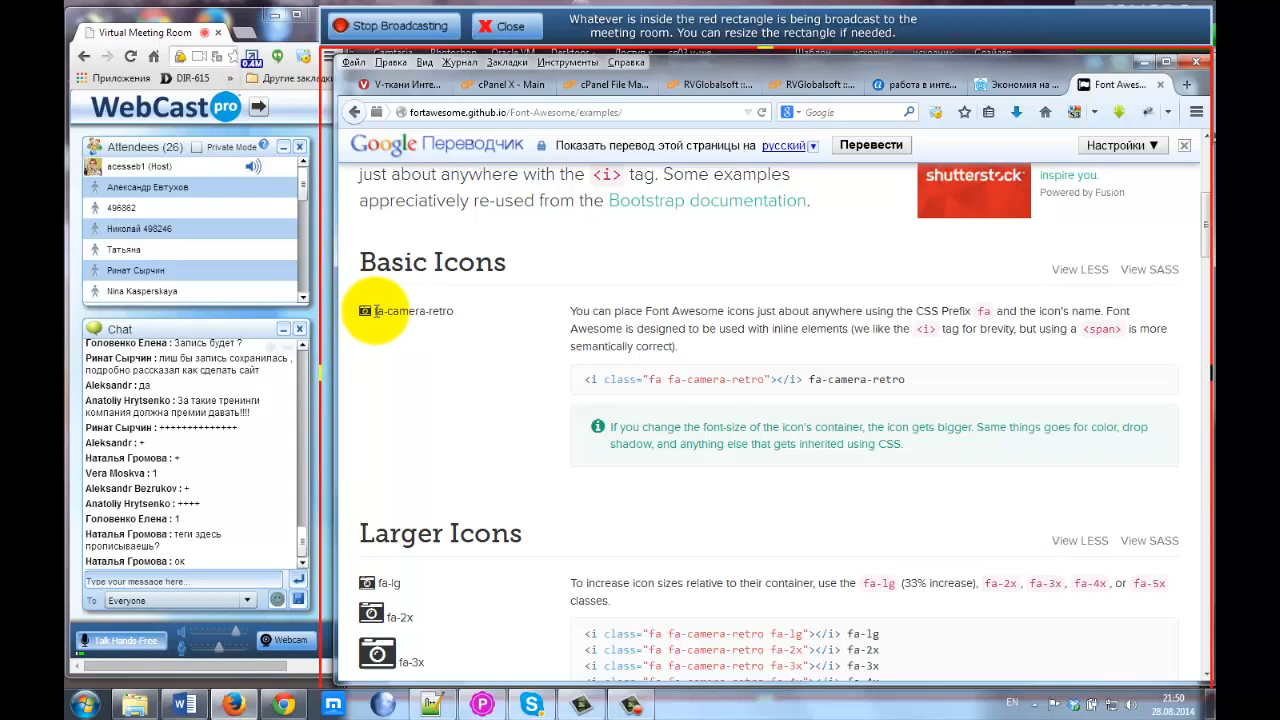 Stop Broadcasting
Close
Whatever is inside the red rectangle is being broadcast to the
meeting room. You can resize the rectangle if needed.
Virtual Meeting Room
0.4M
Приложения
DIR-615
»
Другие закладки
WebCast pro
Attendees (26)
Private Mode
acesseb1 (Host)
Александр Евтухов
496862
Николай 498246
Татьяна
Ринат Сырчин
Nina Kasperskaya
Chat
Головенко Елена : Запись будет ?
Ринат Сырчин : лиш бы запись сохранилась ,
подробно рассказал как сделать сайт
Aleksandr : да
Anatoliy Hrytsenko : За такие тренинги
компания должна премии давать!!!!
Ринат Сырчин : ++++++++++++++
Aleksandr : +
Наталья Громова : +
Vera Moskva : 1
Aleksandr Bezrukov : +
Anatoliy Hrytsenko : ++++
Головенко Елена : 1
Наталья Громова : теги здесь
прописываешь?
Наталья Громова : ок
Type your message here...
To
Everyone
Talk Hands-Free
Webcam
Файл Правка Вид Журнал Закладки Инструменты Справка
V-ткани Инте...
cPanel X - Main
cPanel File Ma...
RVGlobalsoft ::...
RVGlobalsoft ::...
работа в инте...
Экономия на ...
Font Awes...
fortawesome.github.io/Font-Awesome/examples/
Google
Google Переводчик
Показать перевод этой страницы на русский
Перевести
Настройки ▼
just about anywhere with the <i> tag. Some examples
appreciatively re-used from the Bootstrap documentation.
shutterstock
inspire you.
Powered by Fusion
Basic Icons
View LESS View SASS
fa-camera-retro
You can place Font Awesome icons just about anywhere using the CSS Prefix fa and the icon's name. Font
Awesome is designed to be used with inline elements (we like the <i> tag for brevity, but using a <span> is more
semantically correct).
<i class="fa fa-camera-retro"></i> fa-camera-retro
If you change the font-size of the icon's container, the icon gets bigger. Same things goes for color, drop
shadow, and anything else that gets inherited using CSS.
Larger Icons
View LESS View SASS
fa-lg
fa-2x
fa-3x
To increase icon sizes relative to their container, use the fa-lg (33% increase), fa-2x , fa-3x , fa-4x , or fa-5x
classes.
<i class="fa fa-camera-retro fa-lg"></i> fa-lg
<i class="fa fa-camera-retro fa-2x"></i> fa-2x
<i class="fa fa-camera-retro fa-3x"></i> fa-3x
<i class="fa fa-camera-retro fa-4x"></i> fa-4x
EN
21:50
28.08.2014